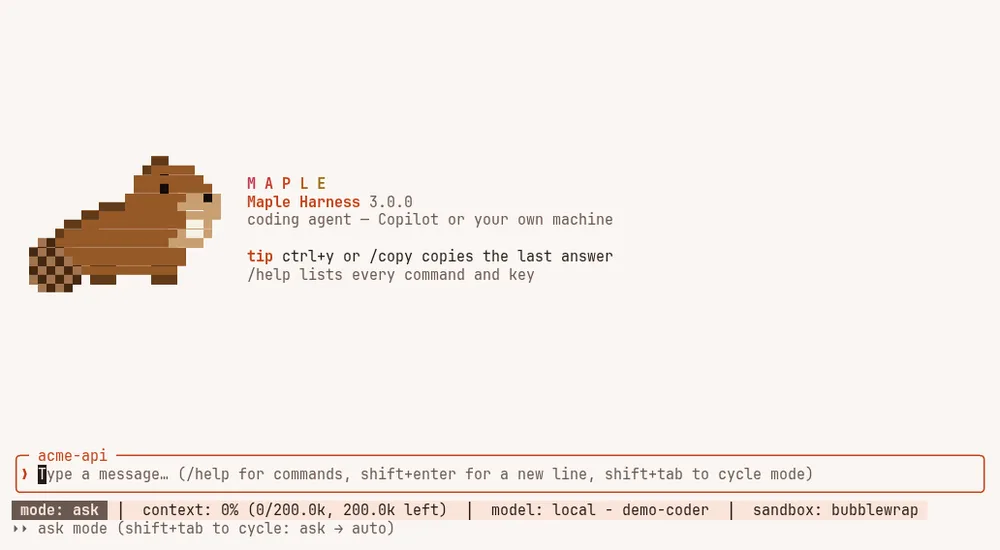 M A P L E
Maple Harness 3.0.0
coding agent — Copilot or your own machine
tip ctrl+y or /copy copies the last answer
/help lists every command and key
acme-api
❯ Type a message… (/help for commands, shift+enter for a new line, shift+tab to cycle mode)
mode: ask │ context: 0% (0/200.0k, 200.0k left) │ model: local - demo-coder │ sandbox: bubblewrap
⏵⏵ ask mode (shift+tab to cycle: ask → auto)